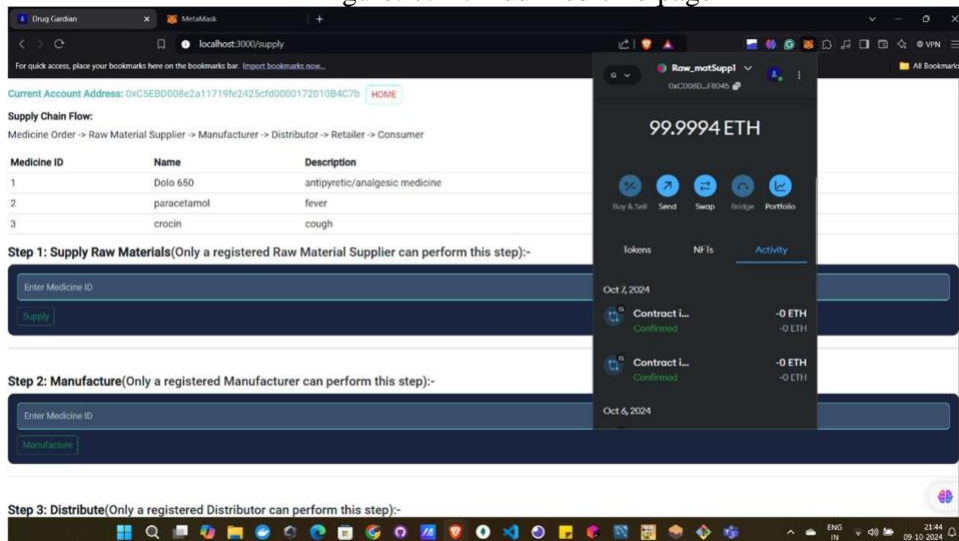 Drug Gardian
MetaMask
localhost:3000/supply
VPN
For quick access, place your bookmarks here on the bookmarks bar. Import bookmarks now...
All Bookmarks
Current Account Address: 0xC5EBD008e2a11719fe2425cfd0000172010B4C7b HOME
Supply Chain Flow:
Medicine Order -> Raw Material Supplier -> Manufacturer -> Distributor -> Retailer -> Consumer
Medicine ID Name Description
1 Dolo 650 antipyretic/analgesic medicine
2 paracetamol fever
3 crocin cough
Step 1: Supply Raw Materials(Only a registered Raw Material Supplier can perform this step):-
Enter Medicine ID
Supply
Step 2: Manufacture(Only a registered Manufacturer can perform this step):-
Enter Medicine ID
Manufacture
Step 3: Distribute(Only a registered Distributor can perform this step):-
G
Raw_matSuppl
0xC006D...F8045
99.9994 ETH
Buy & Sell Send Swap Bridge Portfolio
Tokens NFTs Activity
Oct 7, 2024
Contract i... -0 ETH
Confirmed -0 ETH
Contract i... -0 ETH
Confirmed -0 ETH
Oct 6, 2024
ENG
IN
21:44
09-10-2024